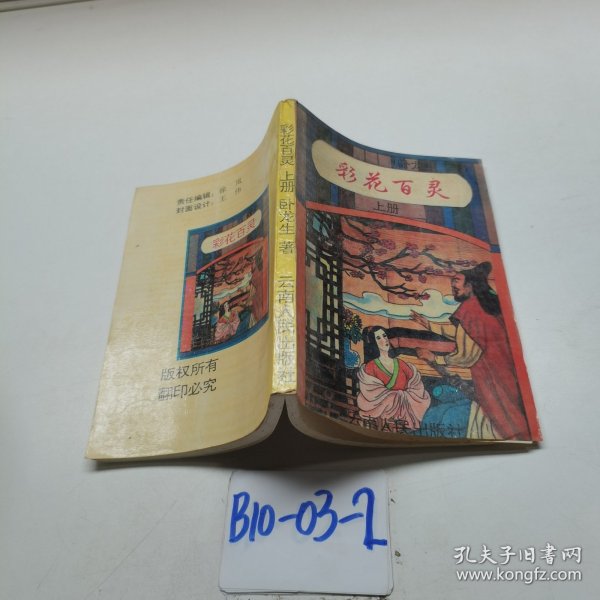 责任编辑：
封面设计：王
彩花百灵
版权所有
翻印必究
彩花百灵 上册 卧龙生 著 云南人民出版社
彩花百灵
上册
云南人民出版社
B10-03-2
孔夫子旧书网
www.kongfz.com